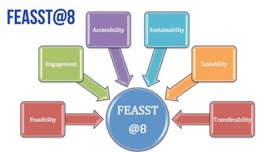 FEASST@8
Accessibility
Sustainability
Engagement
Scalability
Feasibility
FEASST
@8
Transferability